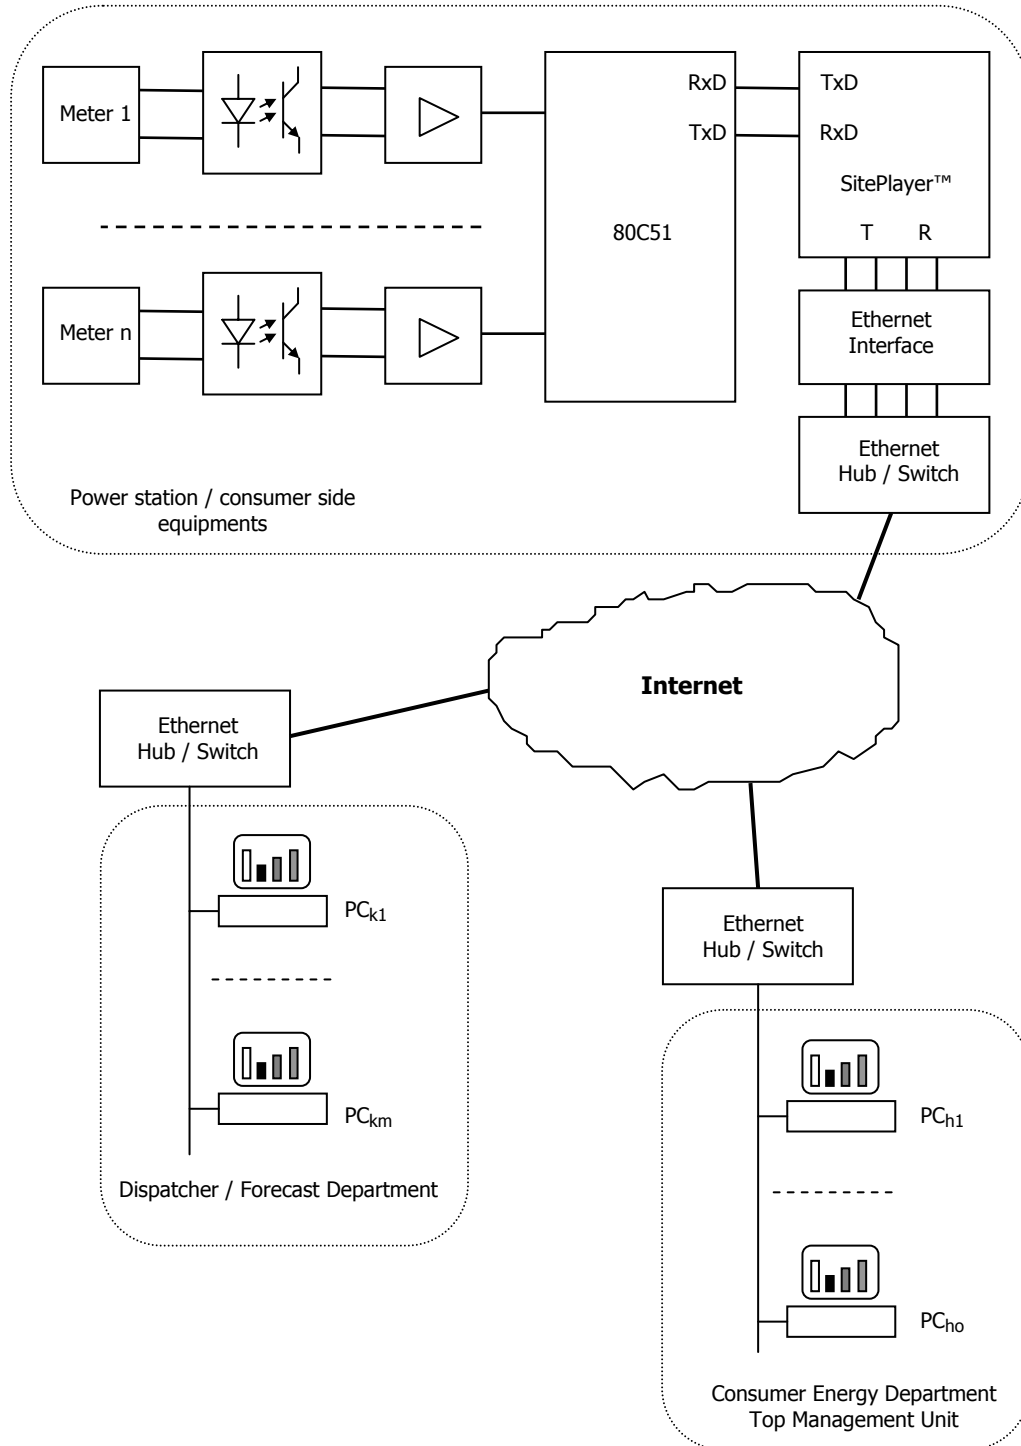 Meter 1
RxD
TxD
TxD
RxD
SitePlayer™
80C51
T R
Meter n
Ethernet
Interface
Ethernet
Hub / Switch
Power station / consumer side
equipments
Internet
Ethernet
Hub / Switch
PCk1
PCkm
Dispatcher / Forecast Department
Ethernet
Hub / Switch
PCh1
PCho
Consumer Energy Department
Top Management Unit